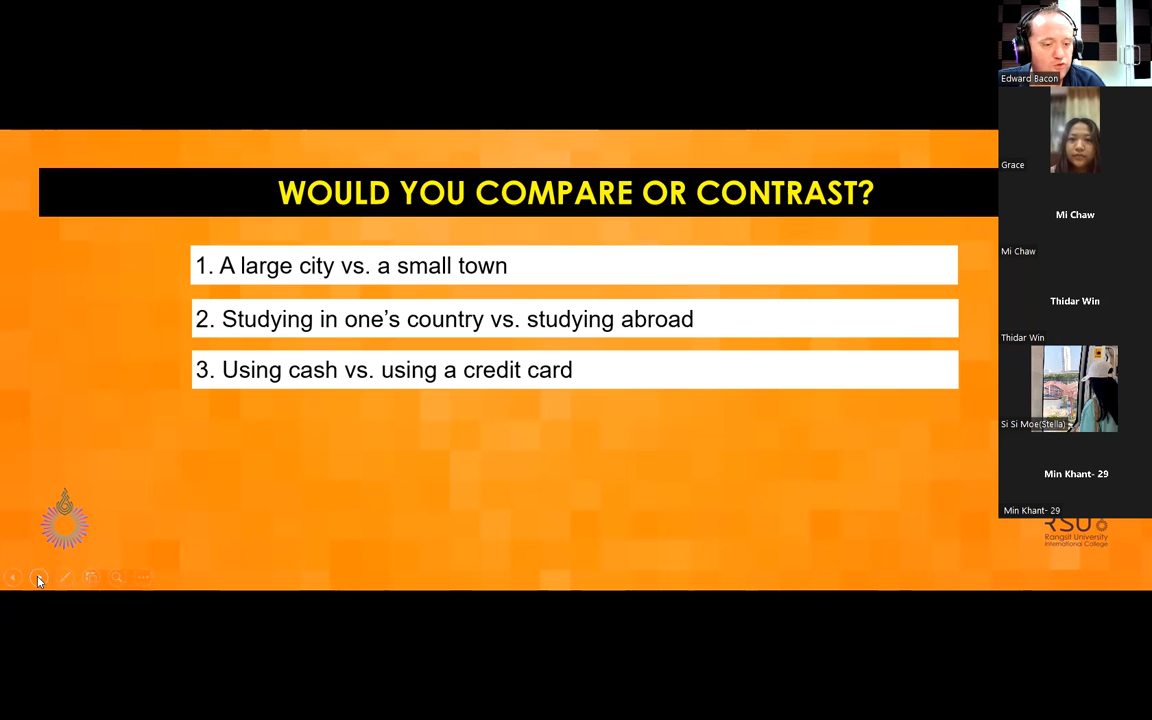 WOULD YOU COMPARE OR CONTRAST?
1. A large city vs. a small town
2. Studying in one's country vs. studying abroad
3. Using cash vs. using a credit card
Edward Bacon
Grace
Mi Chaw
Mi Chaw
Thidar Win
Thidar Win
Si Si Moe(Stella)
Min Khant- 29
Min Khant- 29
RSU
Rangsit University
International College